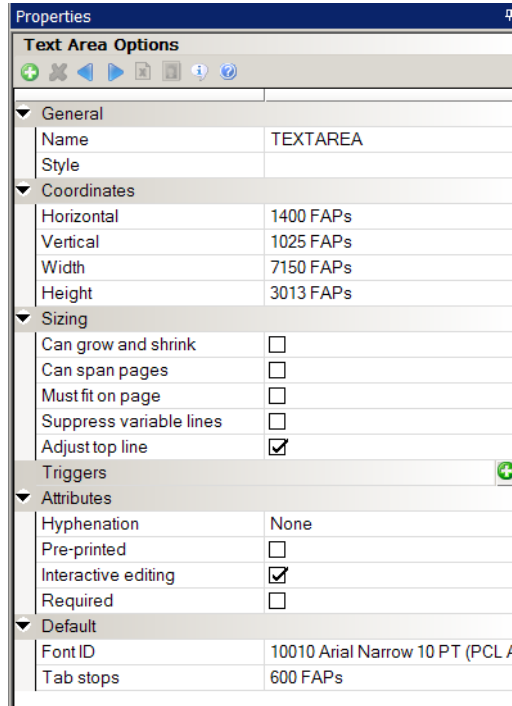 Properties
Text Area Options
General
Name TEXTAREA
Style
Coordinates
Horizontal 1400 FAPs
Vertical 1025 FAPs
Width 7150 FAPs
Height 3013 FAPs
Sizing
Can grow and shrink
Can span pages
Must fit on page
Suppress variable lines
Adjust top line
Triggers
Attributes
Hyphenation None
Pre-printed
Interactive editing
Required
Default
Font ID 10010 Arial Narrow 10 PT (PCL A
Tab stops 600 FAPs